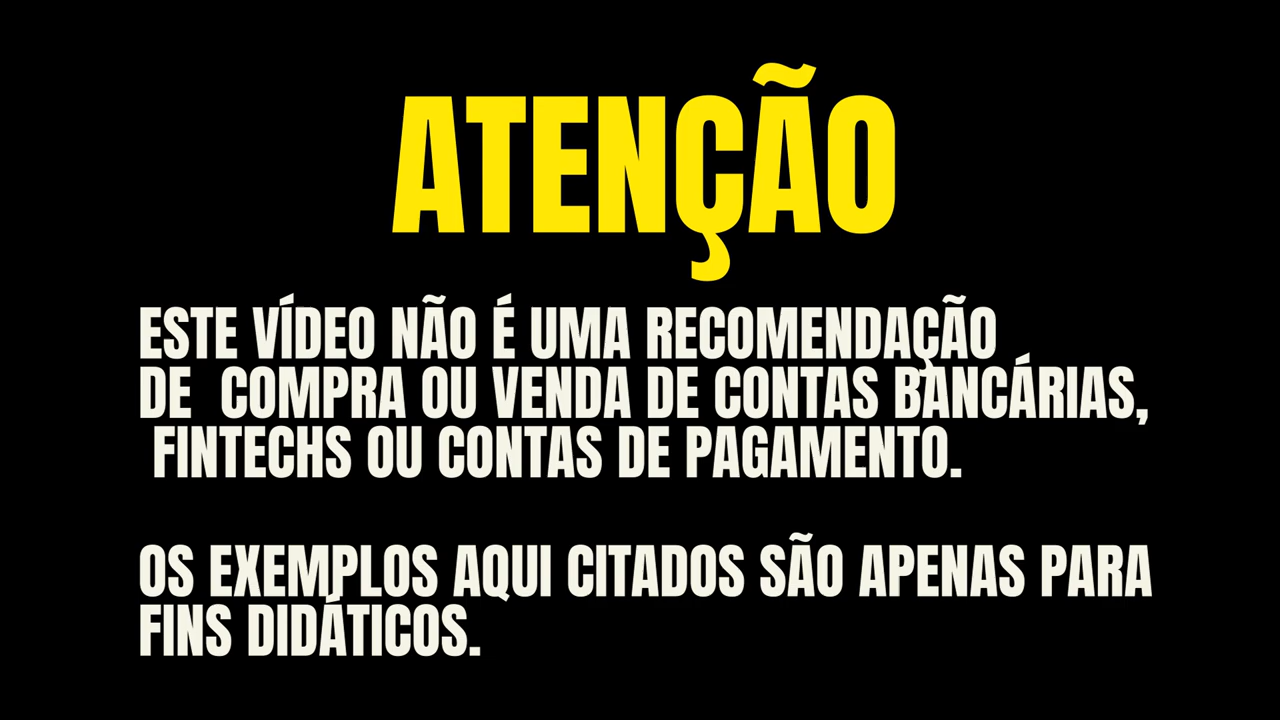 ATENÇÃO
ESTE VÍDEO NÃO É UMA RECOMENDAÇÃO
DE COMPRA OU VENDA DE CONTAS BANCÁRIAS,
FINTECHS OU CONTAS DE PAGAMENTO.
OS EXEMPLOS AQUI CITADOS SÃO APENAS PARA
FINS DIDÁTICOS.